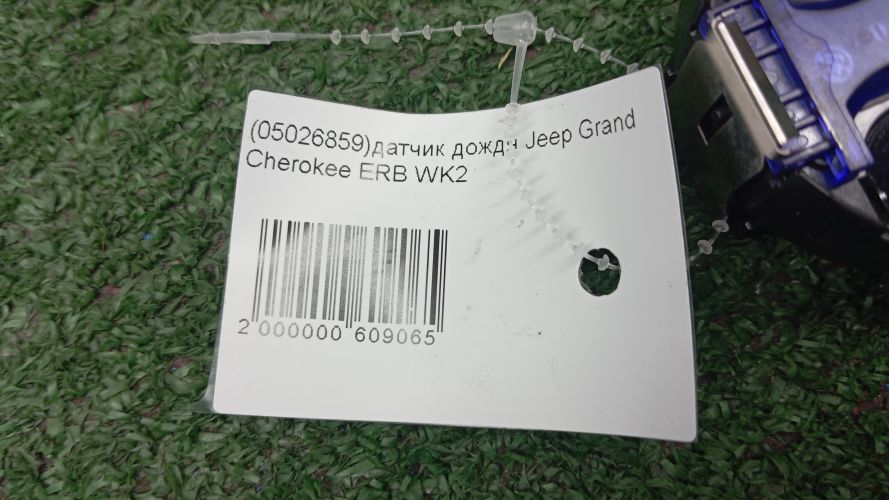 (05026859)датчик дождя Jeep Grand
Cherokee ERB WK2
2 000000 609065